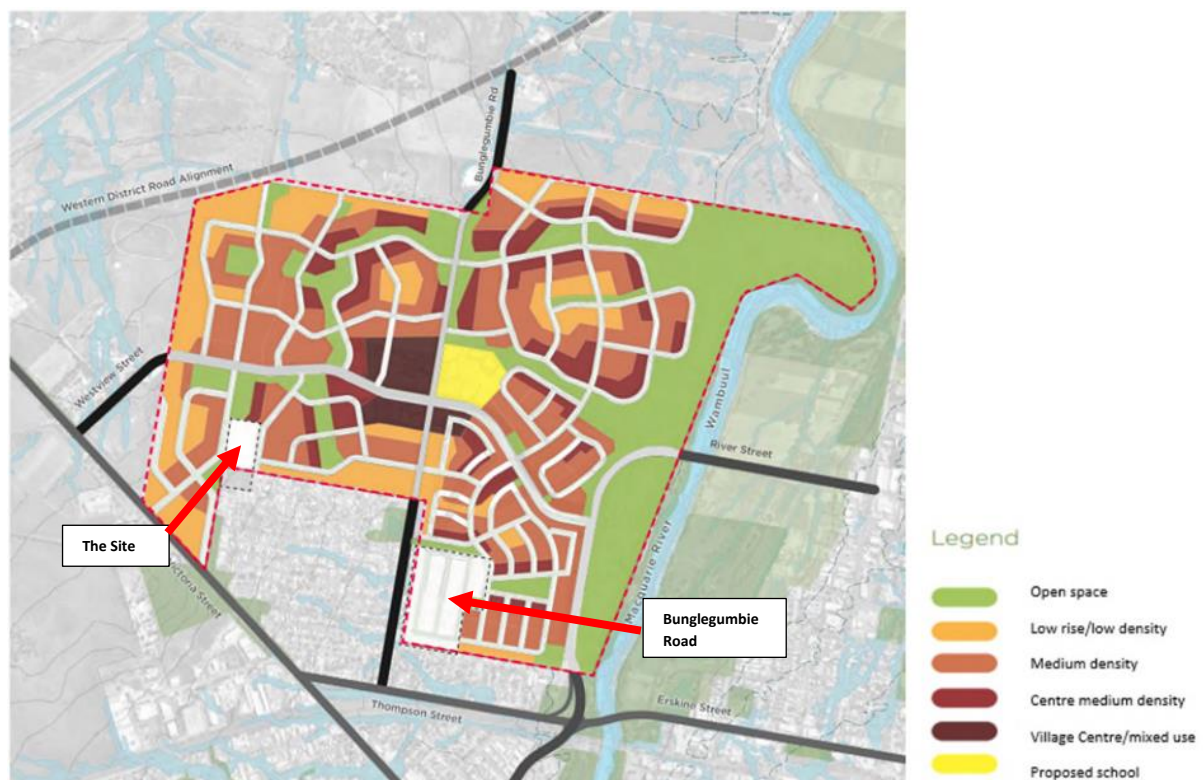 Bunglegumbie Rd
Western District Road Alignment
Westview Street
Wambuul
River Street
The Site
Victoria Street
Macquarie River
Bunglegumbie
Road
Thompson Street
Erskine Street
Legend
Open space
Low rise/low density
Medium density
Centre medium density
Village Centre/mixed use
Proposed school